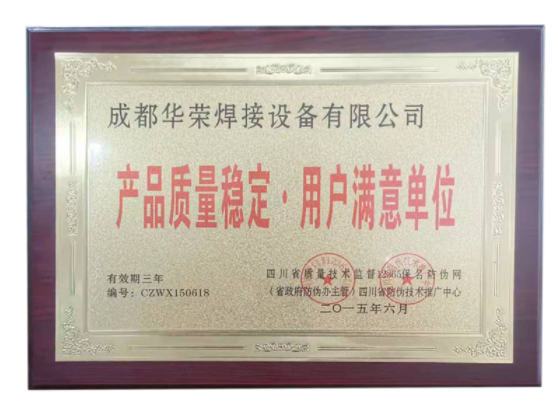 成都华荣焊接设备有限公司
产品质量稳定·用户满意单位
有效期三年
编号：CZWX150618
四川省质量技术监督12365保名防伪网
（省政府防伪办主管）四川省防伪技术推广中心
二〇一五年六月